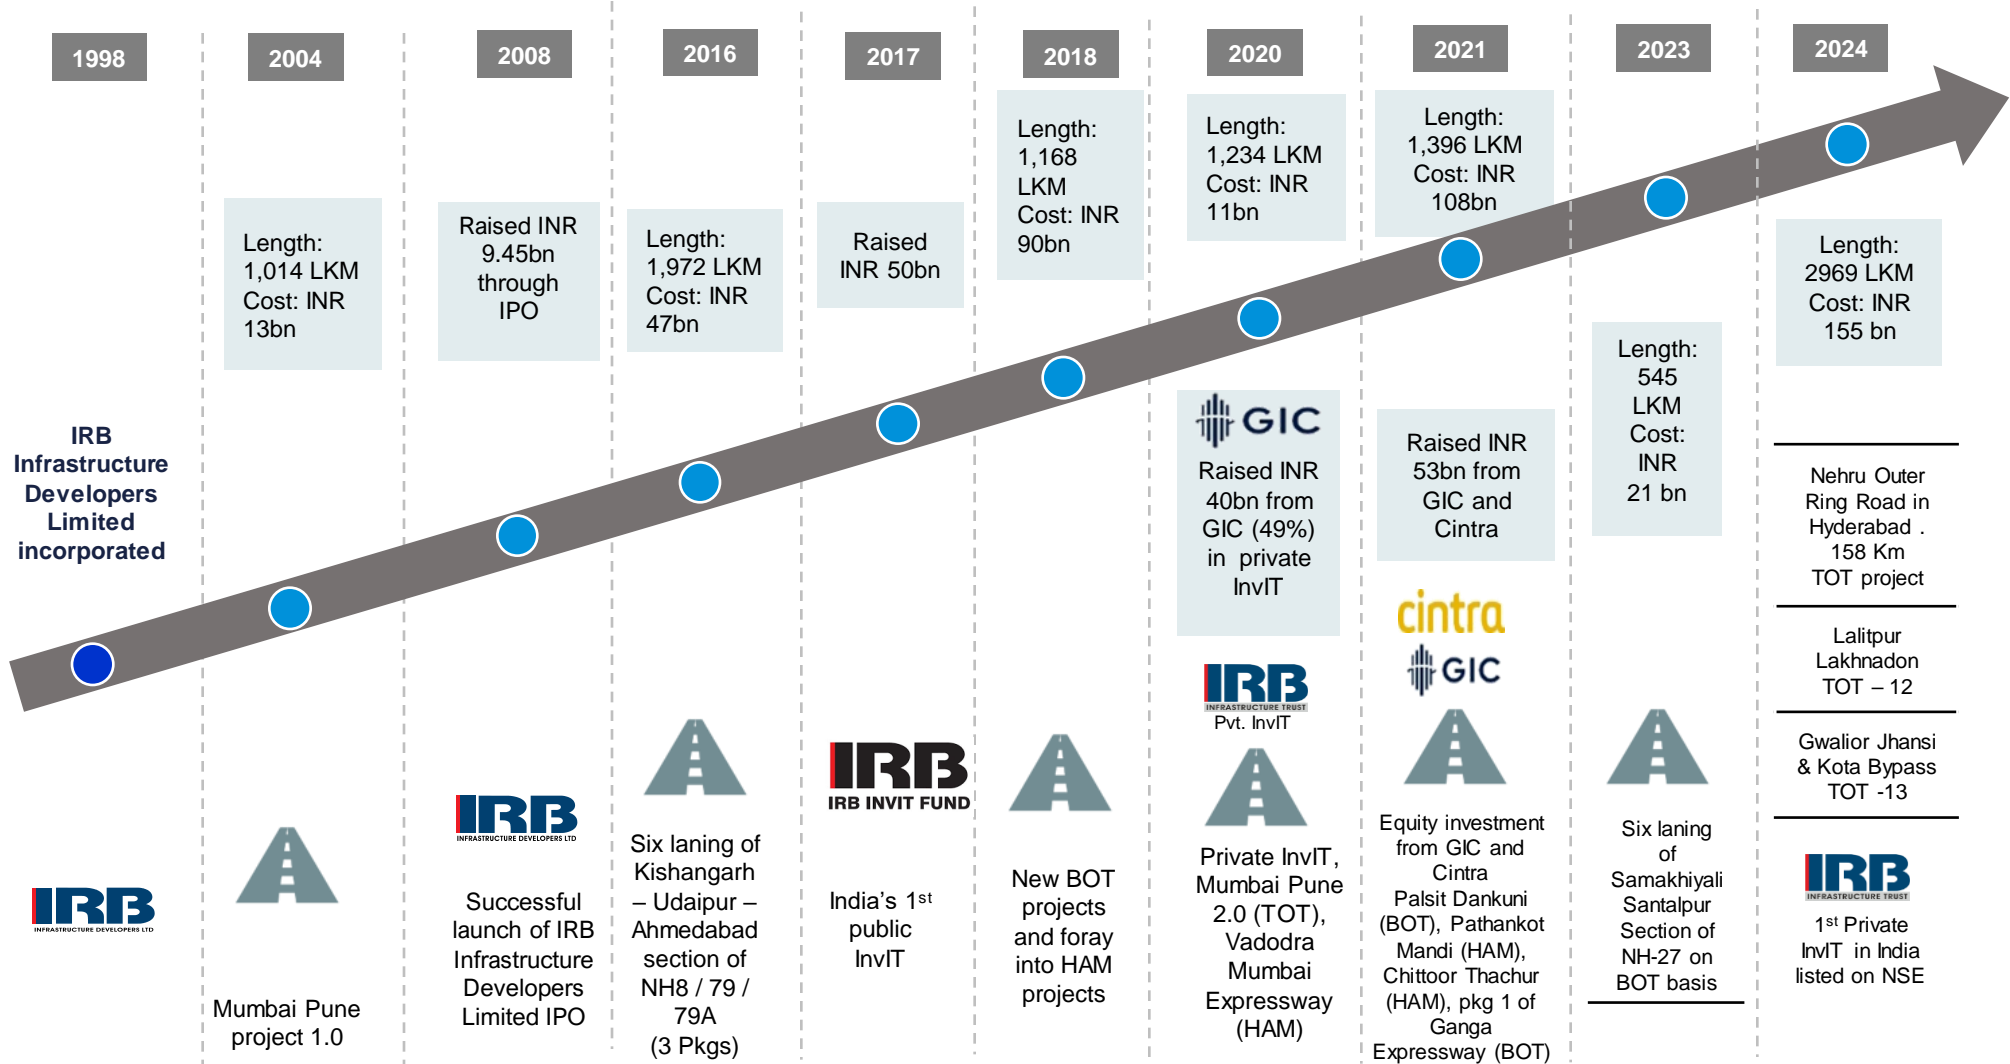 1998
2004
2008
2016
2017
2018
2020
2021
2023
2024
IRB
Infrastructure
Developers
Limited
incorporated
IRB
INFRASTRUCTURE DEVELOPERS LTD
Length:
1,014 LKM
Cost: INR
13bn
Mumbai Pune
project 1.0
Raised INR
9.45bn
through
IPO
IRB
INFRASTRUCTURE DEVELOPERS LTD
Successful
launch of IRB
Infrastructure
Developers
Limited IPO
Length:
1,972 LKM
Cost: INR
47bn
Six laning of
Kishangarh
– Udaipur –
Ahmedabad
section of
NH8 / 79 /
79A
(3 Pkgs)
Raised
INR 50bn
IRB
IRB INVIT FUND
India's 1st
public
InvIT
Length:
1,168
LKM
Cost: INR
90bn
New BOT
projects
and foray
into HAM
projects
Length:
1,234 LKM
Cost: INR
11bn
GIC
Raised INR
40bn from
GIC (49%)
in private
InvIT
IRB
INFRASTRUCTURE TRUST
Pvt. InvIT
Private InvIT,
Mumbai Pune
2.0 (TOT),
Vadodra
Mumbai
Expressway
(HAM)
Length:
1,396 LKM
Cost: INR
108bn
Raised INR
53bn from
GIC and
Cintra
cintra
GIC
Equity investment
from GIC and
Cintra
Palsit Dankuni
(BOT), Pathankot
Mandi (HAM),
Chittoor Thachur
(HAM), pkg 1 of
Ganga
Expressway (BOT)
Length:
545
LKM
Cost:
INR
21 bn
Six laning
of
Samakhiyali
Santalpur
Section of
NH-27 on
BOT basis
Length:
2969 LKM
Cost: INR
155 bn
Nehru Outer
Ring Road in
Hyderabad .
158 Km
TOT project
Lalitpur
Lakhnadon
TOT – 12
Gwalior Jhansi
& Kota Bypass
TOT -13
IRB
INFRASTRUCTURE TRUST
1st Private
InvIT in India
listed on NSE